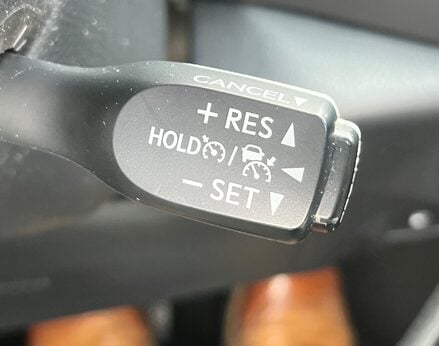 CANCEL▼
+ RES ▲
HOLD / ◀
− SET ▼